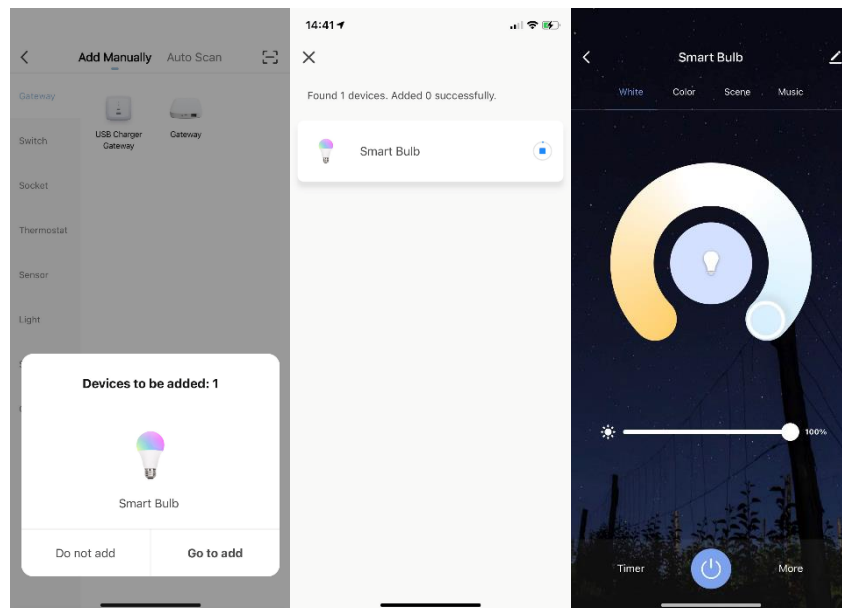 Add Manually Auto Scan
Gateway
USB Charger
Gateway
Gateway
Switch
Socket
Thermostat
Sensor
Light
Devices to be added: 1
Smart Bulb
Do not add Go to add
14:41
Found 1 devices. Added 0 successfully.
Smart Bulb
Smart Bulb
White Color Scene Music
100%
Timer More